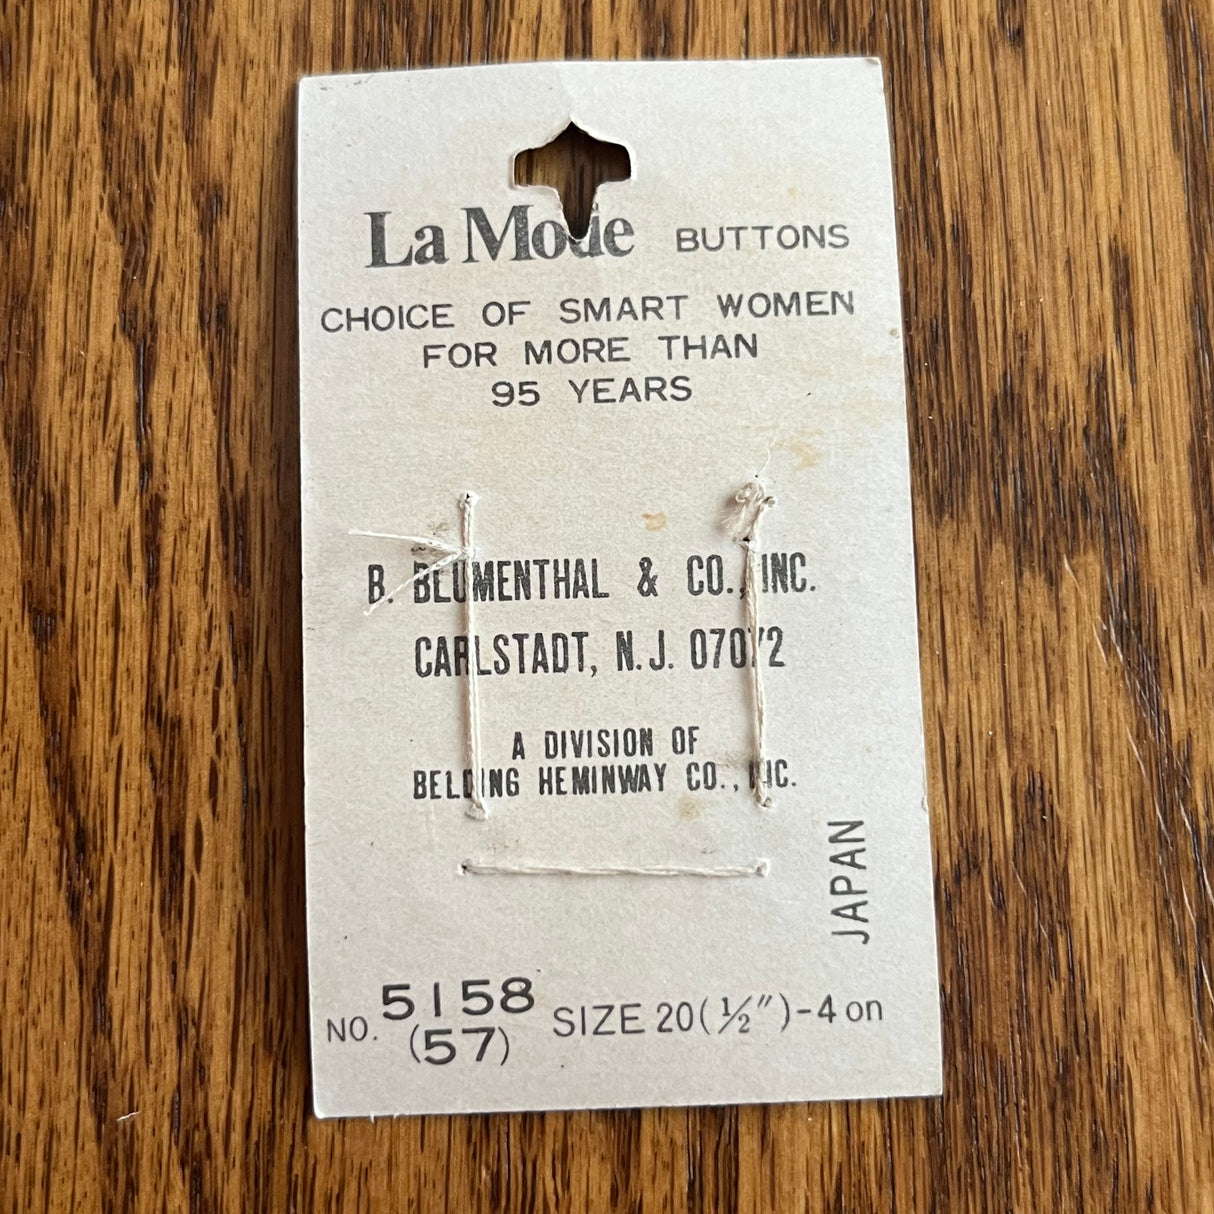 La Mode BUTTONS
CHOICE OF SMART WOMEN
FOR MORE THAN
95 YEARS
B. BLUMENTHAL & CO., INC.
CARLSTADT, N.J. 07072
A DIVISION OF
BELDING HEMINWAY CO., INC.
JAPAN
NO. 5158 SIZE 20 (½") - 4 on
(57)